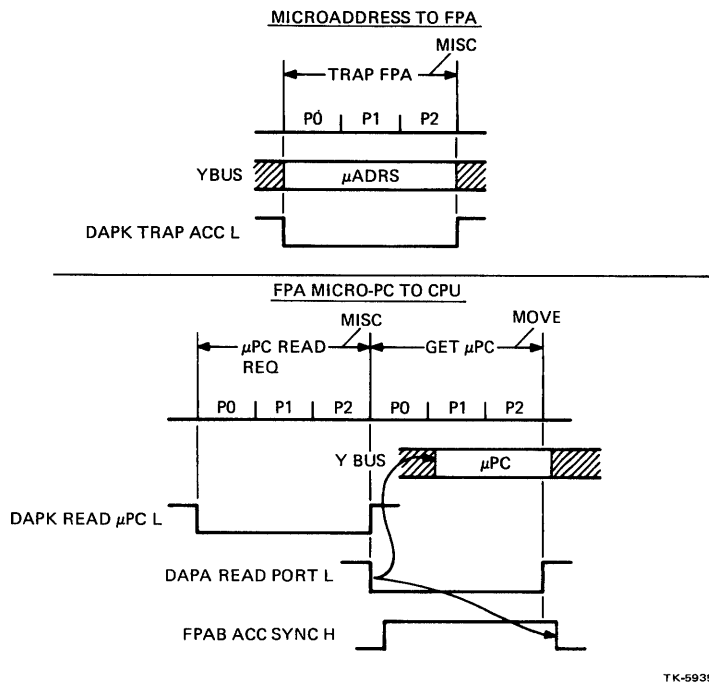 MICROADDRESS TO FPA
MISC
TRAP FPA
P0 P1 P2
YBUS μADRS
DAPK TRAP ACC L
FPA MICRO-PC TO CPU
MISC MOVE
μPC READ REQ
GET μPC
P0 P1 P2 P0 P1 P2
Y BUS μPC
DAPK READ μPC L
DAPA READ PORT L
FPAB ACC SYNC H
TK-5939